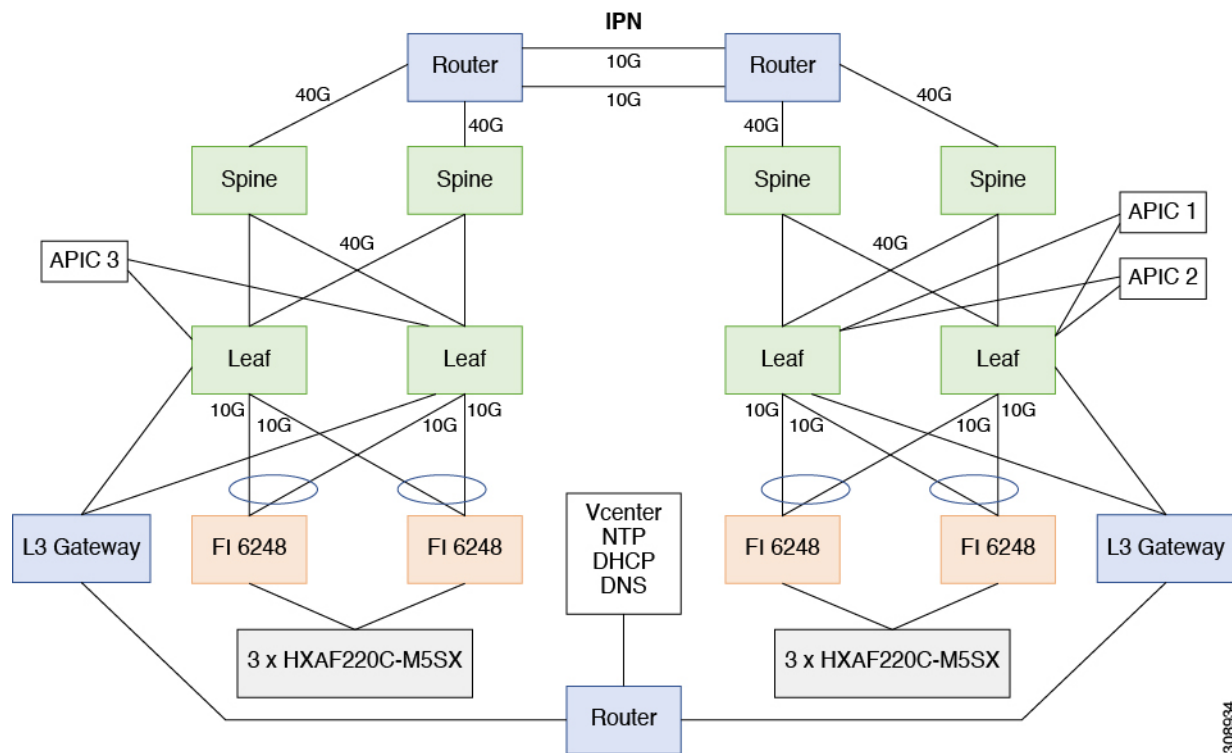 IPN
Router
10G
Router
10G
40G
40G
40G
40G
Spine
Spine
Spine
Spine
APIC 3
40G
40G
APIC 1
APIC 2
Leaf
Leaf
Leaf
Leaf
10G
10G
10G
10G
10G
10G
10G
10G
L3 Gateway
FI 6248
FI 6248
Vcenter
NTP
DHCP
DNS
FI 6248
FI 6248
L3 Gateway
3 x HXAF220C-M5SX
3 x HXAF220C-M5SX
Router
308934